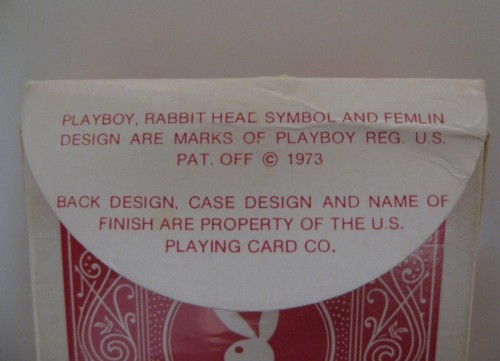 PLAYBOY, RABBIT HEAD SYMBOL AND FEMLIN
DESIGN ARE MARKS OF PLAYBOY REG. U.S.
PAT. OFF © 1973
BACK DESIGN, CASE DESIGN AND NAME OF
FINISH ARE PROPERTY OF THE U.S.
PLAYING CARD CO.